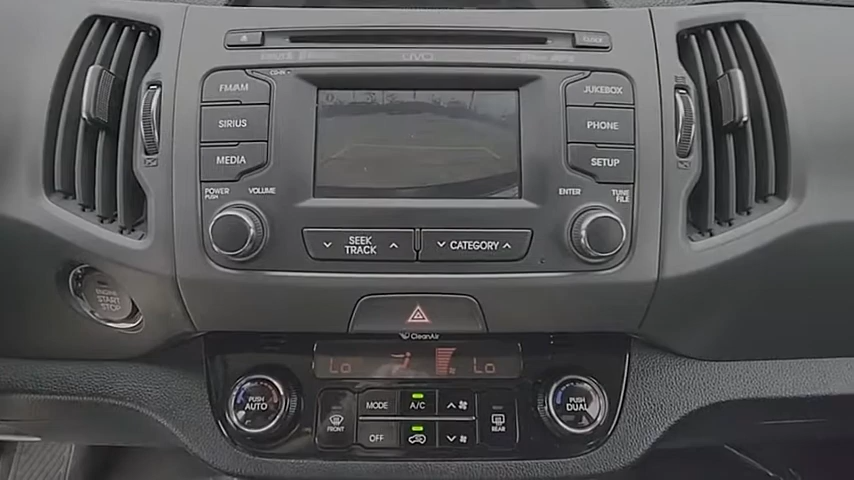 UVO
FM/AM
JUKEBOX
SIRIUS
PHONE
MEDIA
SETUP
POWER
PUSH
VOLUME
ENTER
TUNE
FILE
SEEK
TRACK
CATEGORY
ENGINE
START
STOP
CleanAir
Lo
Lo
PUSH
AUTO
MODE
A/C
FRONT
OFF
REAR
PUSH
DUAL